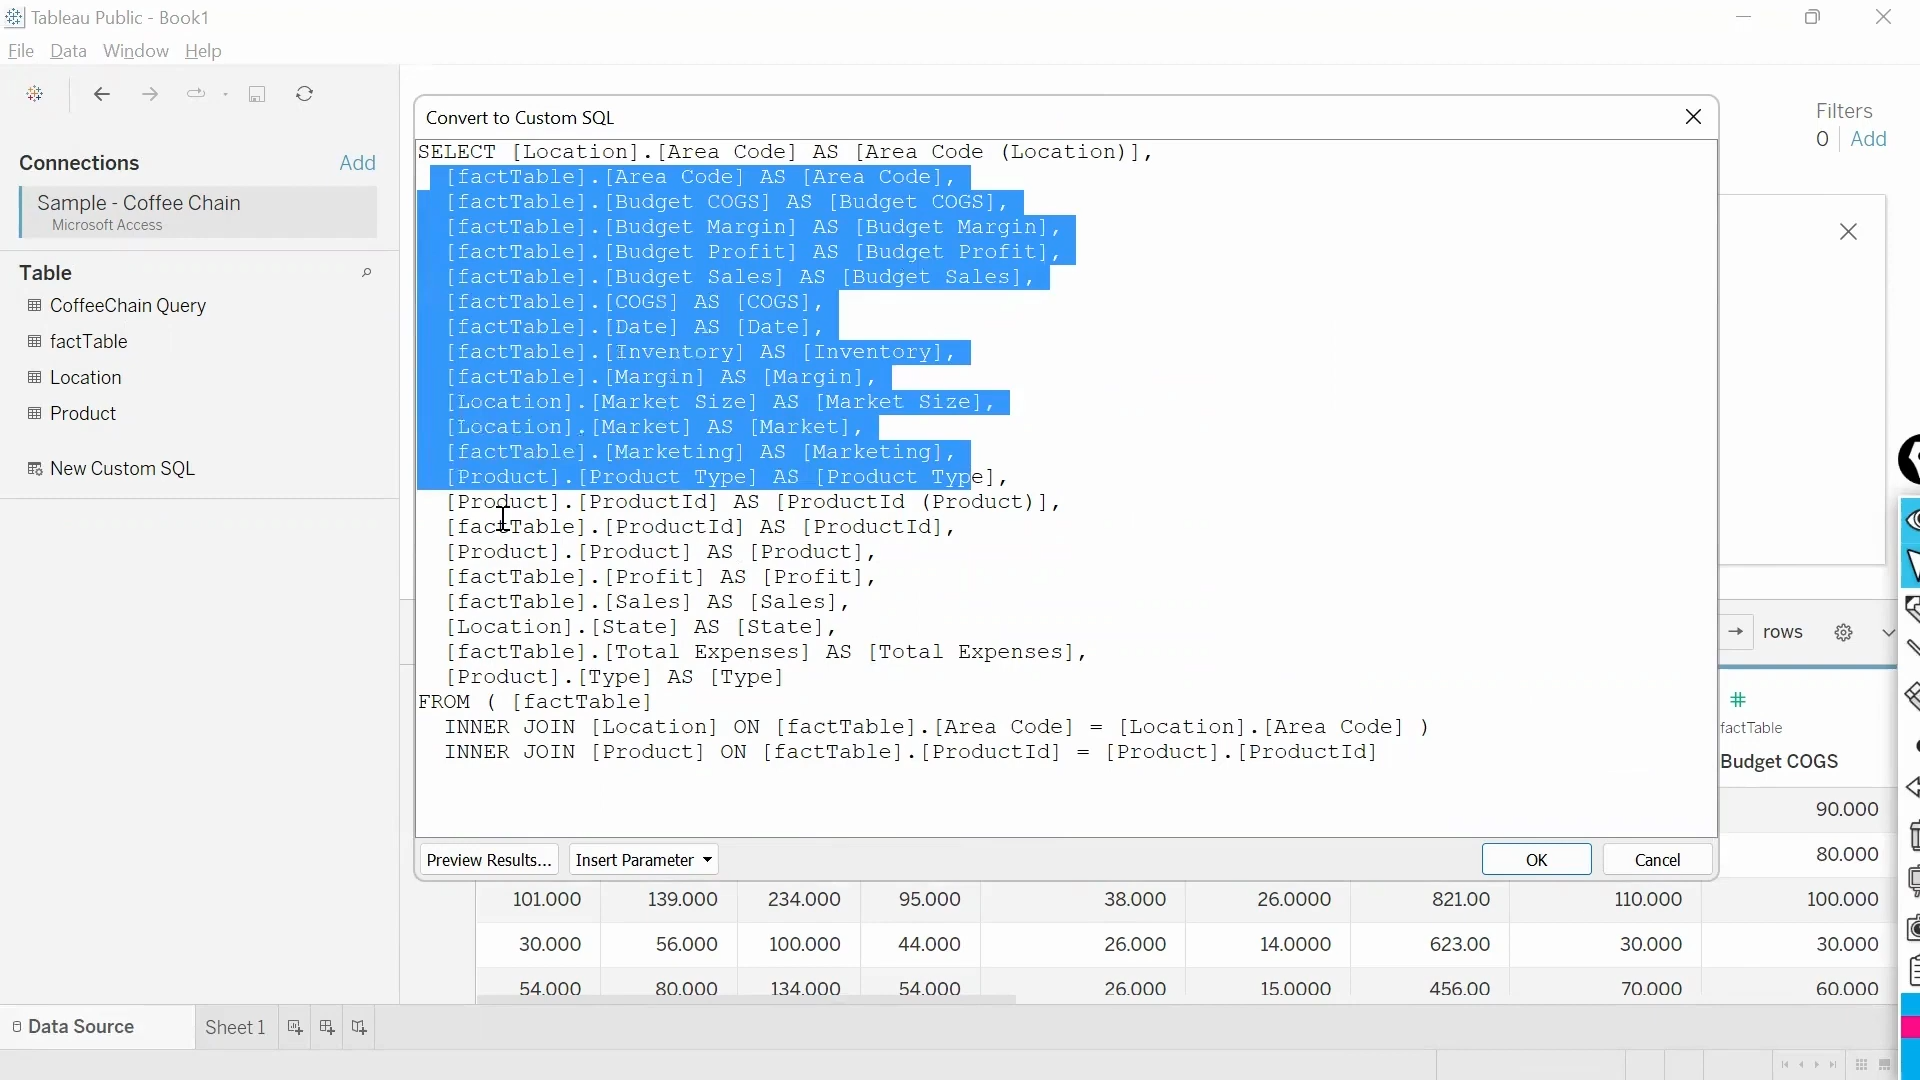 Tableau Public - Book1
File Data Window Help
Connections Add
Sample - Coffee Chain
Microsoft Access
Table
CoffeeChain Query
factTable
Location
Product
New Custom SQL
Filters
0 Add
Convert to Custom SQL
SELECT [Location].[Area Code] AS [Area Code (Location)],
[factTable].[Area Code] AS [Area Code],
[factTable].[Budget COGS] AS [Budget COGS],
[factTable].[Budget Margin] AS [Budget Margin],
[factTable].[Budget Profit] AS [Budget Profit],
[factTable].[Budget Sales] AS [Budget Sales],
[factTable].[COGS] AS [COGS],
[factTable].[Date] AS [Date],
[factTable].[Inventory] AS [Inventory],
[factTable].[Margin] AS [Margin],
[Location].[Market Size] AS [Market Size],
[Location].[Market] AS [Market],
[factTable].[Marketing] AS [Marketing],
[Product].[Product Type] AS [Product Type],
[Product].[ProductId] AS [ProductId (Product)],
[factTable].[ProductId] AS [ProductId],
[Product].[Product] AS [Product],
[factTable].[Profit] AS [Profit],
[factTable].[Sales] AS [Sales],
[Location].[State] AS [State],
[factTable].[Total Expenses] AS [Total Expenses],
[Product].[Type] AS [Type]
FROM ( [factTable]
INNER JOIN [Location] ON [factTable].[Area Code] = [Location].[Area Code] )
INNER JOIN [Product] ON [factTable].[ProductId] = [Product].[ProductId]
Preview Results... Insert Parameter OK Cancel
rows
factTable
Budget COGS
90.000
80.000
101.000 139.000 234.000 95.000 38.000 26.0000 821.00 110.000 100.000
30.000 56.000 100.000 44.000 26.000 14.0000 623.00 30.000 30.000
54.000 80.000 134.000 54.000 26.000 15.0000 456.00 70.000 60.000
Data Source Sheet 1